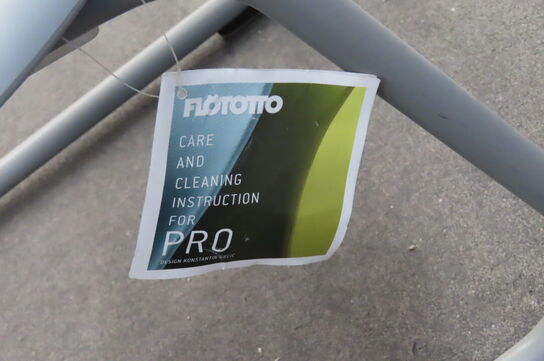 FLÖTOTTO
CARE
AND
CLEANING
INSTRUCTION
FOR
PRO
DESIGN KONSTANTIN GRCIC